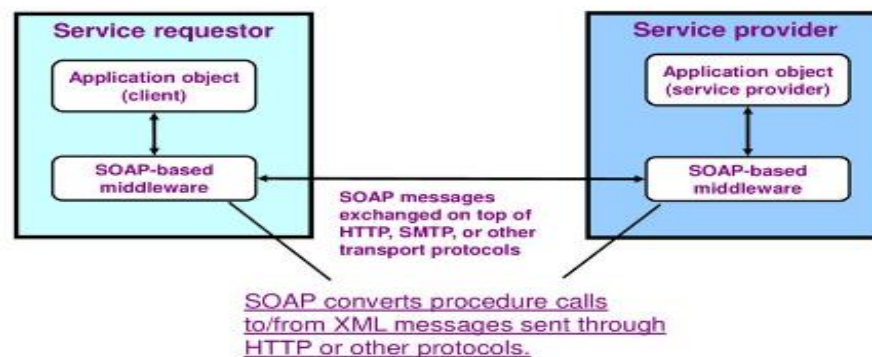 Service requestor
Application object
(client)
SOAP-based
middleware
Service provider
Application object
(service provider)
SOAP-based
middleware
SOAP messages
exchanged on top of
HTTP, SMTP, or other
transport protocols
SOAP converts procedure calls
to/from XML messages sent through
HTTP or other protocols.